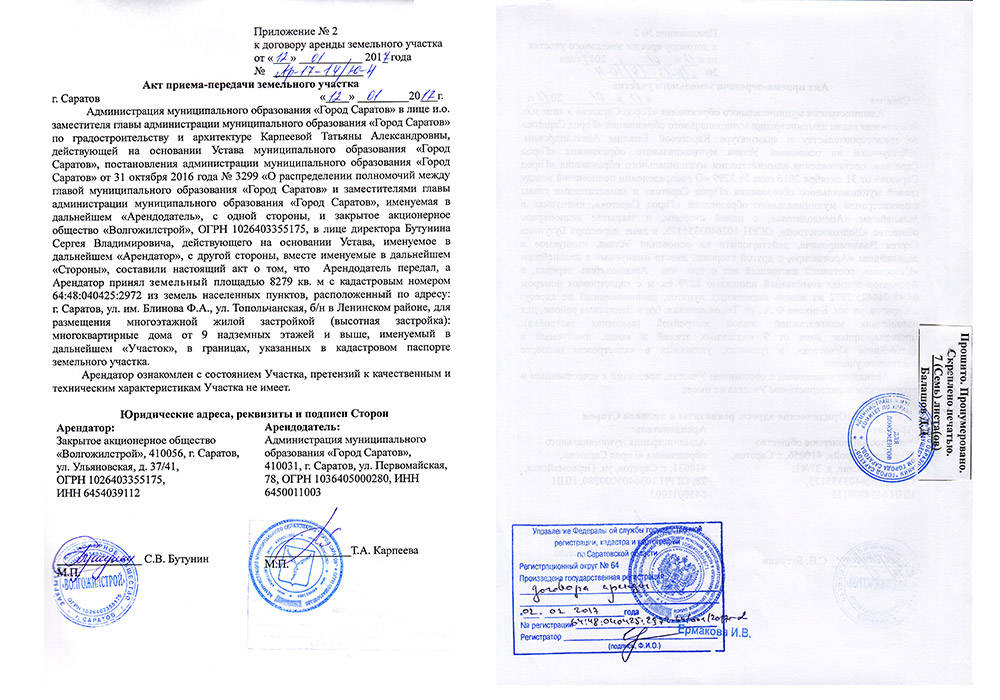 Приложение № 2
к договору аренды земельного участка
от «12» 01 2017 года
№ Ар-17-14/Ю-4
Акт приема-передачи земельного участка
г. Саратов «12» 01 2017 г.
Администрация муниципального образования «Город Саратов» в лице и.о.
заместителя главы администрации муниципального образования «Город Саратов»
по градостроительству и архитектуре Карпеевой Татьяны Александровны,
действующей на основании Устава муниципального образования «Город
Саратов», постановления администрации муниципального образования «Город
Саратов» от 31 октября 2016 года № 3299 «О распределении полномочий между
главой муниципального образования «Город Саратов» и заместителями главы
администрации муниципального образования «Город Саратов», именуемая в
дальнейшем «Арендодатель», с одной стороны, и закрытое акционерное
общество «Волгожилстрой», ОГРН 1026403355175, в лице директора Бутунина
Сергея Владимировича, действующего на основании Устава, именуемое в
дальнейшем «Арендатор», с другой стороны, вместе именуемые в дальнейшем
«Стороны», составили настоящий акт о том, что Арендодатель передал, а
Арендатор принял земельный площадью 8279 кв. м с кадастровым номером
64:48:040425:2972 из земель населенных пунктов, расположенный по адресу:
г. Саратов, ул. им. Блинова Ф.А., ул. Топольчанская, б/н в Ленинском районе, для
размещения многоэтажной жилой застройкой (высотная застройка):
многоквартирные дома от 9 надземных этажей и выше, именуемый в
дальнейшем «Участок», в границах, указанных в кадастровом паспорте
земельного участка.
Арендатор ознакомлен с состоянием Участка, претензий к качественным и
техническим характеристикам Участка не имеет.
Юридические адреса, реквизиты и подписи Сторон
Арендатор:
Закрытое акционерное общество
«Волгожилстрой», 410056, г. Саратов,
ул. Ульяновская, д. 37/41,
ОГРН 1026403355175,
ИНН 6454039112
С.В. Бутунин
М.П.
«ВОЛГОЖИЛСТРОЙ»
ОГРН 1026403355175
г. САРАТОВ
Арендодатель:
Администрация муниципального
образования «Город Саратов»,
410031, г. Саратов, ул. Первомайская,
78, ОГРН 1036405000280, ИНН
6450011003
Т.А. Карпеева
М.П.
Прошито. Пронумеровано.
Скреплено печатью.
7 (Семь) листа(ов)
Балашов Д.Д.
ДЛЯ
ДОКУМЕНТОВ
Управление Федеральной службы государственной
регистрации, кадастра и картографии
по Саратовской области
Регистрационный округ № 64
Произведена государственная регистрация
договора аренды
02. 02 2017 года
№ регистрации 64:48:040425:2972
Регистратор Ермакова И.В.
(подпись, Ф.И.О.)